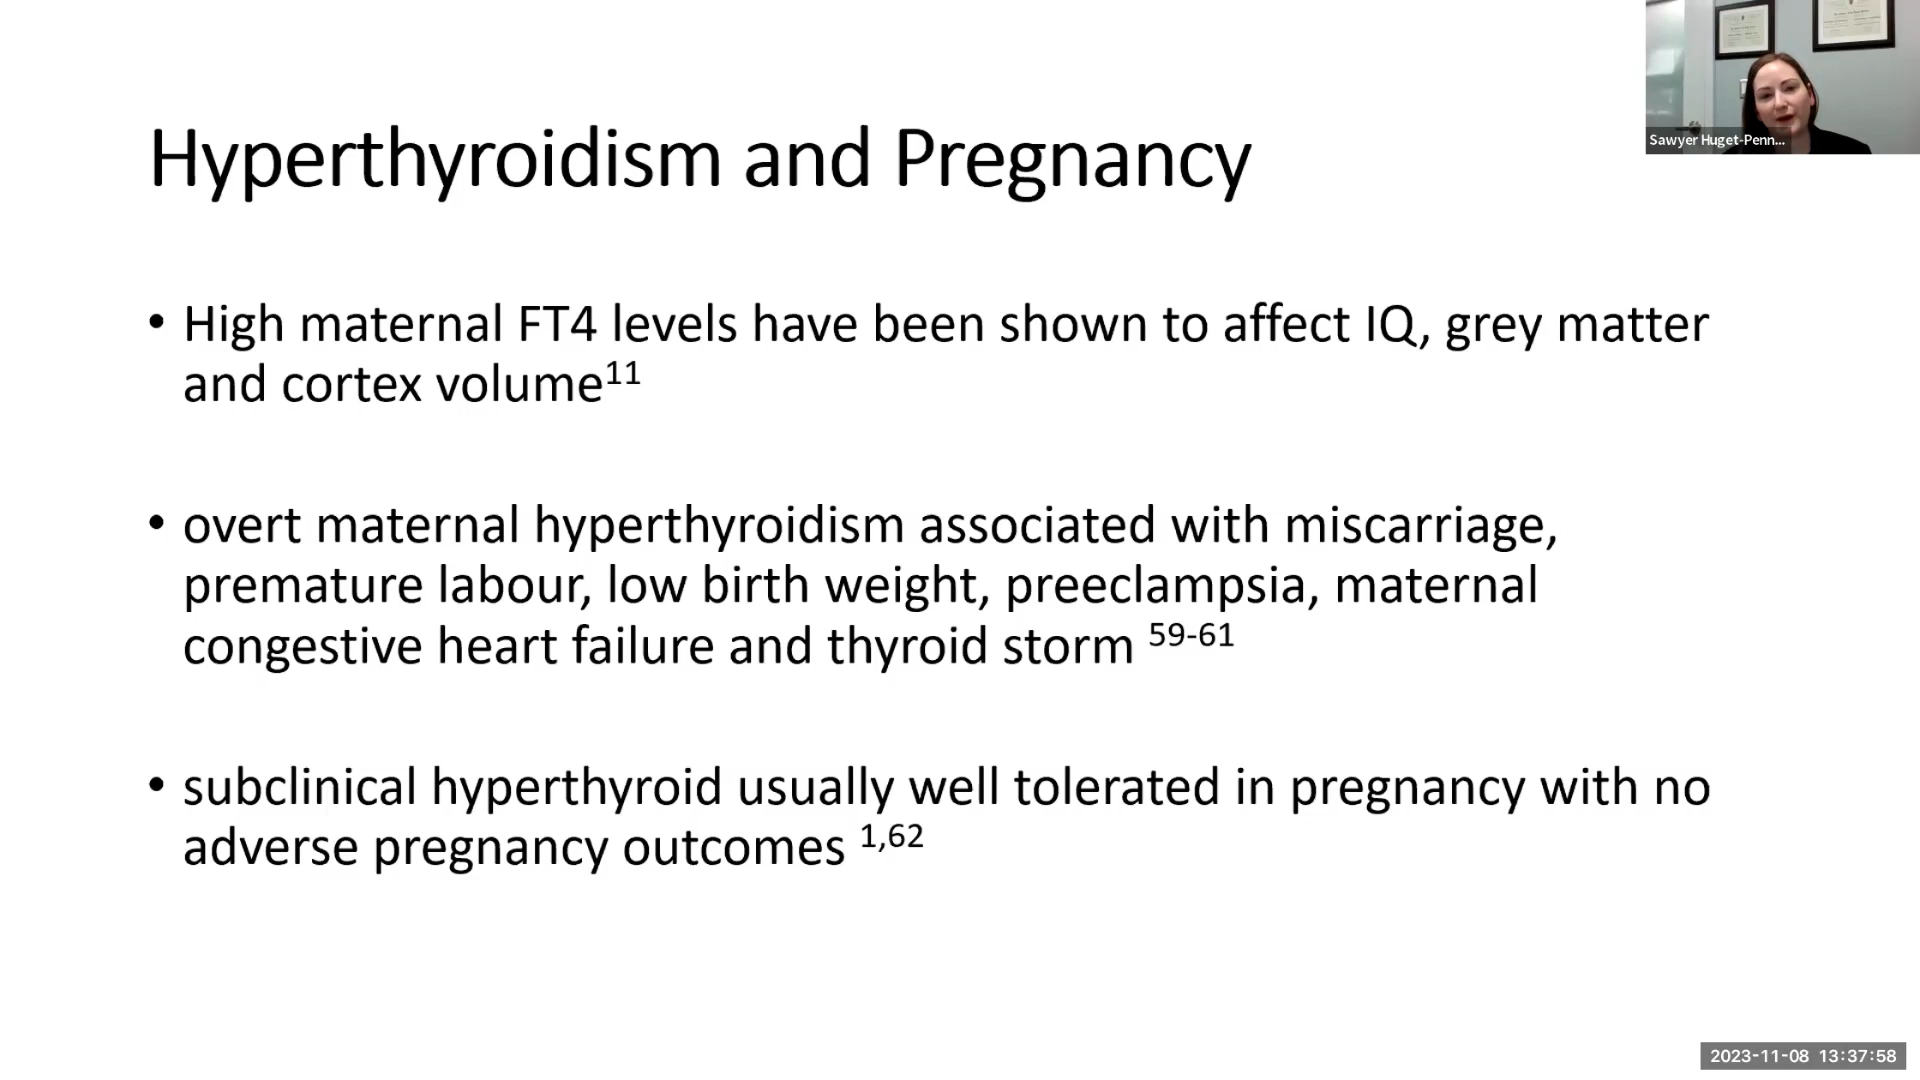 Sawyer Huget-Penn...
Hyperthyroidism and Pregnancy
• High maternal FT4 levels have been shown to affect IQ, grey matter
and cortex volume11
• overt maternal hyperthyroidism associated with miscarriage,
premature labour, low birth weight, preeclampsia, maternal
congestive heart failure and thyroid storm 59-61
• subclinical hyperthyroid usually well tolerated in pregnancy with no
adverse pregnancy outcomes 1,62
2023-11-08 13:37:58